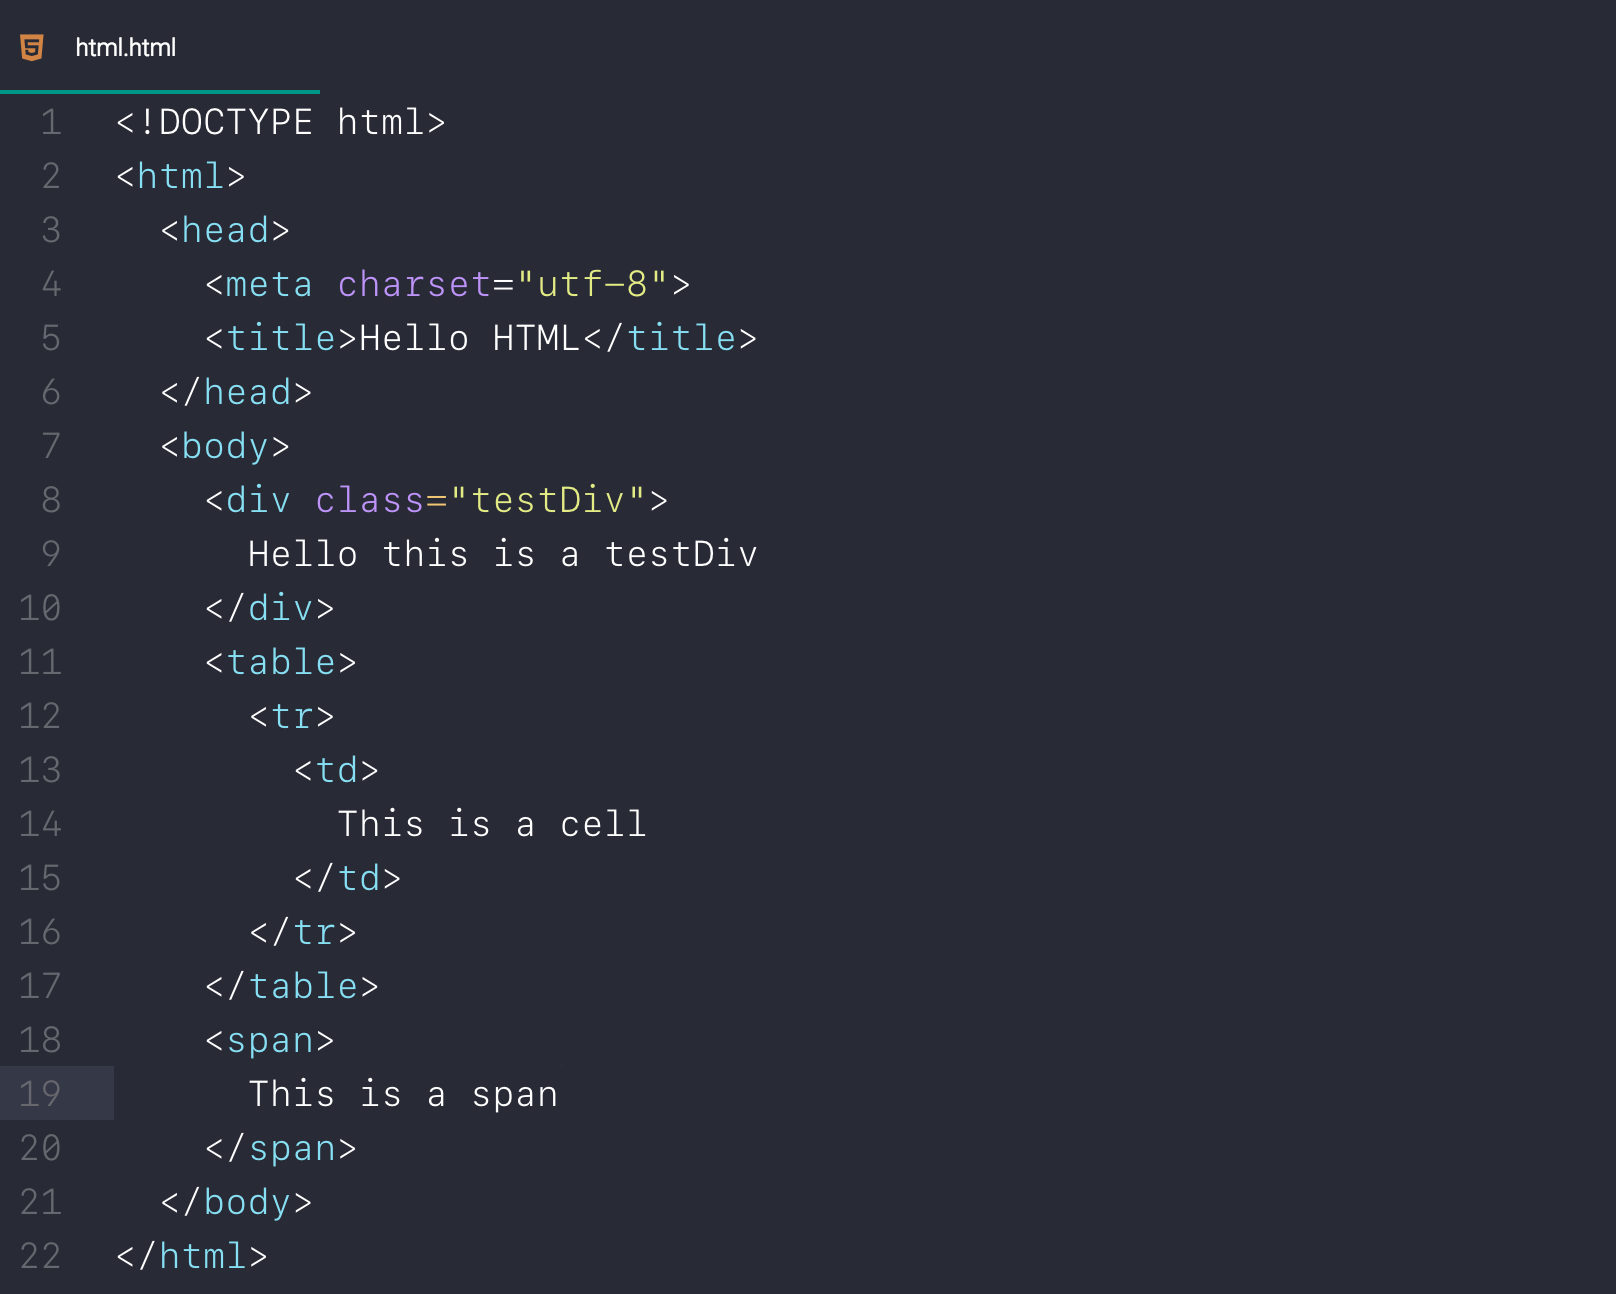 html.html
1 <!DOCTYPE html>
2 <html>
3   <head>
4     <meta charset="utf-8">
5     <title>Hello HTML</title>
6   </head>
7   <body>
8     <div class="testDiv">
9       Hello this is a testDiv
10     </div>
11     <table>
12       <tr>
13         <td>
14           This is a cell
15         </td>
16       </tr>
17     </table>
18     <span>
19       This is a span
20     </span>
21   </body>
22 </html>